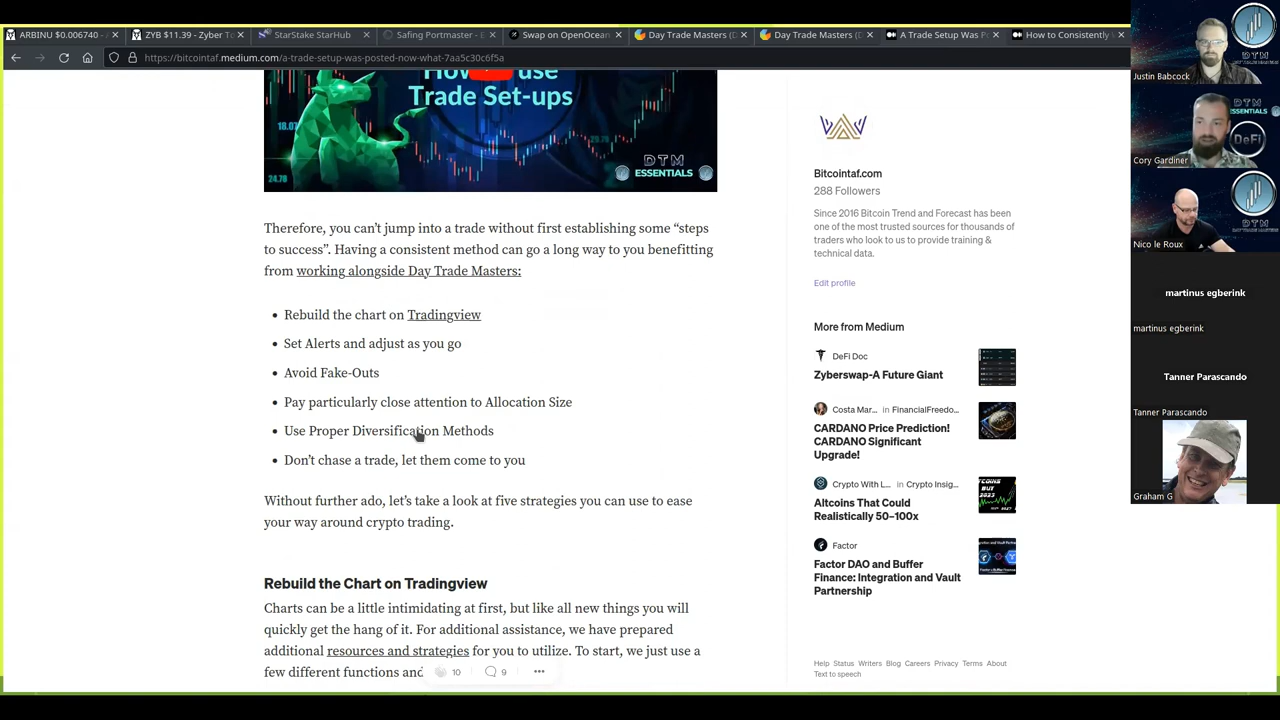 ARBINU $0.006740 -
ZYB $11.39 - Zyber T
StarStake StarHub
Safing Portmaster - E
Swap on OpenOcean
Day Trade Masters (D
Day Trade Masters (D
A Trade Setup Was P
How to Consistently
https://bitcointaf.medium.com/a-trade-setup-was-posted-now-what-7aa5c30c6f5a
How use
Trade Set-ups
18.07
24.79
DTM
ESSENTIALS
Therefore, you can’t jump into a trade without first establishing some “steps
to success”. Having a consistent method can go a long way to you benefitting
from working alongside Day Trade Masters:
• Rebuild the chart on Tradingview
• Set Alerts and adjust as you go
• Avoid Fake-Outs
• Pay particularly close attention to Allocation Size
• Use Proper Diversification Methods
• Don’t chase a trade, let them come to you
Without further ado, let’s take a look at five strategies you can use to ease
your way around crypto trading.
Rebuild the Chart on Tradingview
Charts can be a little intimidating at first, but like all new things you will
quickly get the hang of it. For additional assistance, we have prepared
additional resources and strategies for you to utilize. To start, we just use a
few different functions and
10
9
Bitcointaf.com
288 Followers
Since 2016 Bitcoin Trend and Forecast has been
one of the most trusted sources for thousands of
traders who look to us to provide training &
technical data.
Edit profile
More from Medium
DeFi Doc
Zyberswap-A Future Giant
Costa Mar... in FinancialFreedo...
CARDANO Price Prediction!
CARDANO Significant
Upgrade!
Crypto With L... in Crypto Insig...
Altcoins That Could
Realistically 50–100x
Factor
Factor DAO and Buffer
Finance: Integration and Vault
Partnership
Help Status Writers Blog Careers Privacy Terms About
Text to speech
Justin Babcock
DTM
ESSENTIALS
DeFi
Cory Gardiner
Nico le Roux
martinus egberink
martinus egberink
Tanner Parascando
Tanner Parascando
Graham G